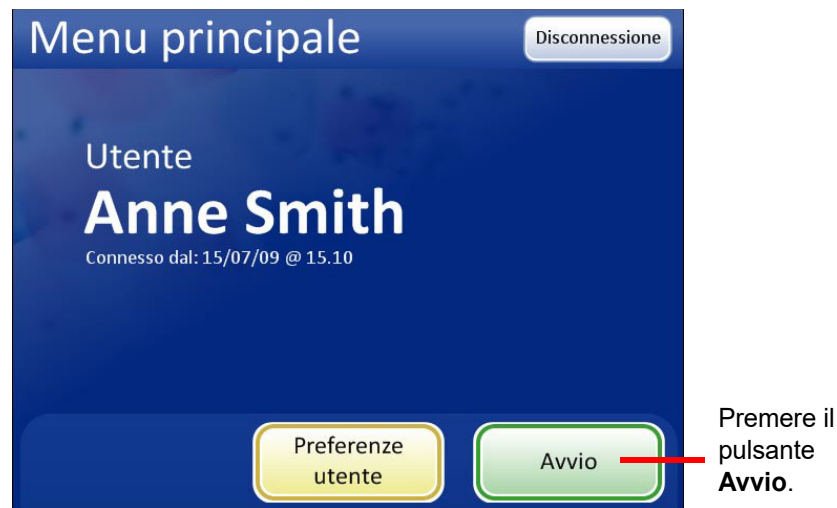 Menu principale
Disconnessione
Utente
Anne Smith
Connesso dal: 15/07/09 @ 15.10
Preferenze
utente
Avvio
Premere il
pulsante
Avvio.